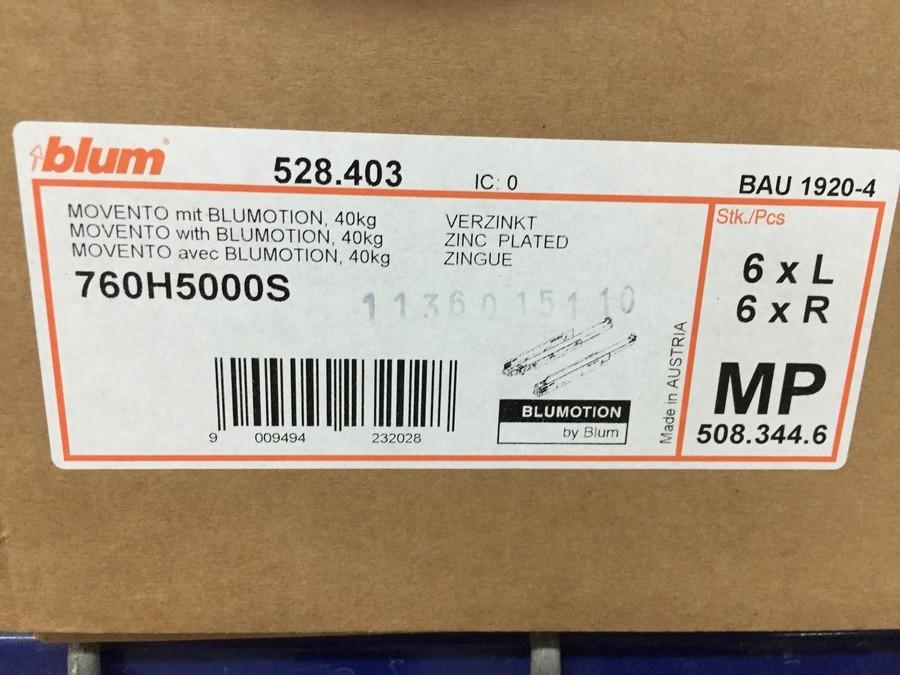 blum
528.403
IC: 0
BAU 1920-4
MOVENTO mit BLUMOTION, 40kg
MOVENTO with BLUMOTION, 40kg
MOVENTO avec BLUMOTION, 40kg
VERZINKT
ZINC PLATED
ZINGUE
760H5000S
11360 15110
Stk./Pcs
6 x L
6 x R
MP
508.344.6
Made in AUSTRIA
BLUMOTION
by Blum
9 009494 232028